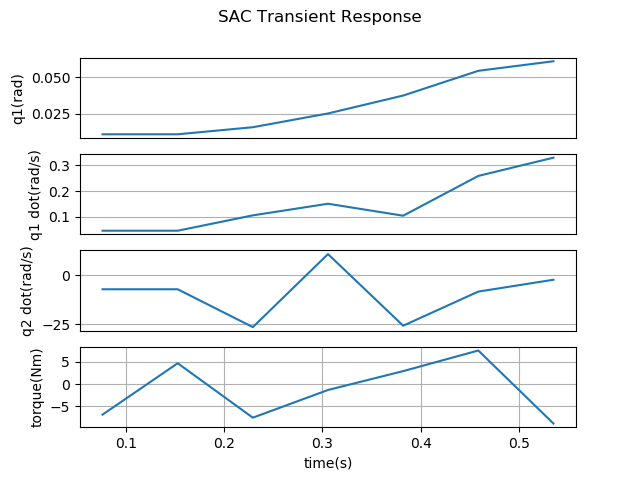 SAC Transient Response
q1(rad)
0.050
0.025
q1 dot(rad/s)
0.3
0.2
0.1
q2 dot(rad/s)
0
−25
torque(Nm)
5
0
−5
0.1 0.2 0.3 0.4 0.5
time(s)